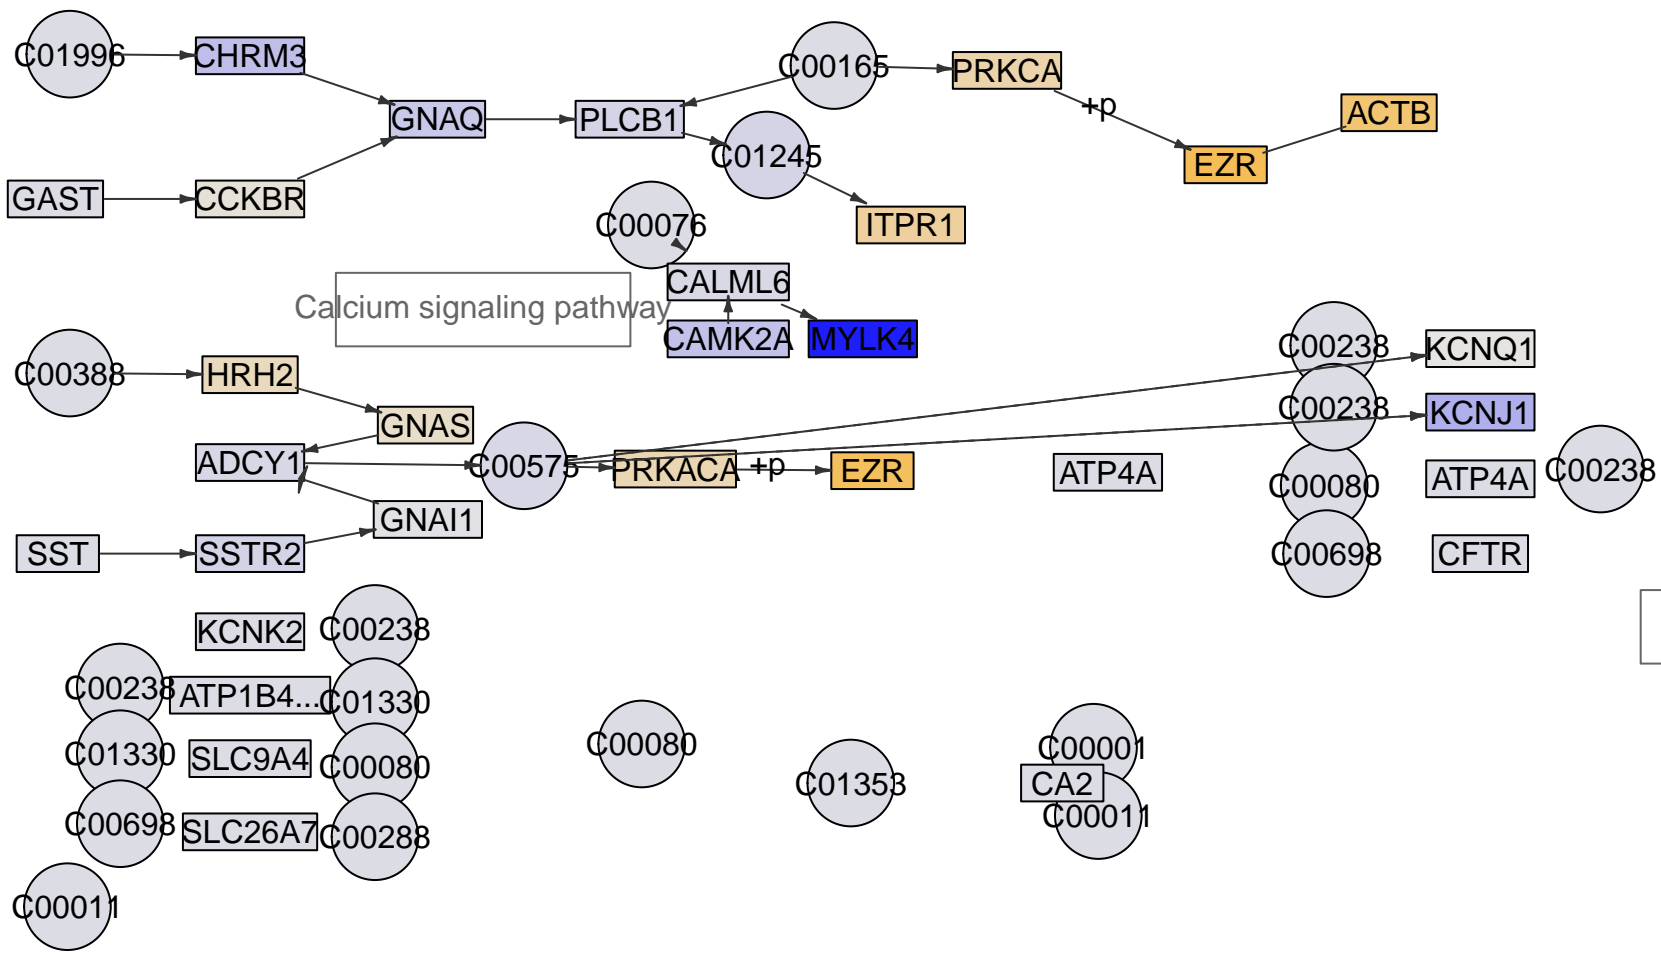 C01996
CHRM3
C00165
PRKCA
+p
ACTB
GNAQ
PLCB1
C01245
EZR
GAST
CCKBR
C00076
ITPR1
CALML6
Calcium signaling pathway
CAMK2A
MYLK4
C00238
KCNQ1
C00388
HRH2
C00238
KCNJ1
GNAS
ADCY1
C00575
PRKACA
+p
EZR
ATP4A
C00080
ATP4A
C00238
GNAI1
SST
SSTR2
C00698
CFTR
KCNK2
C00238
C00238
ATP1B4...
C01330
C01330
SLC9A4
C00080
C00080
C01353
C00001
CA2
C00011
C00698
SLC26A7
C00288
C00011